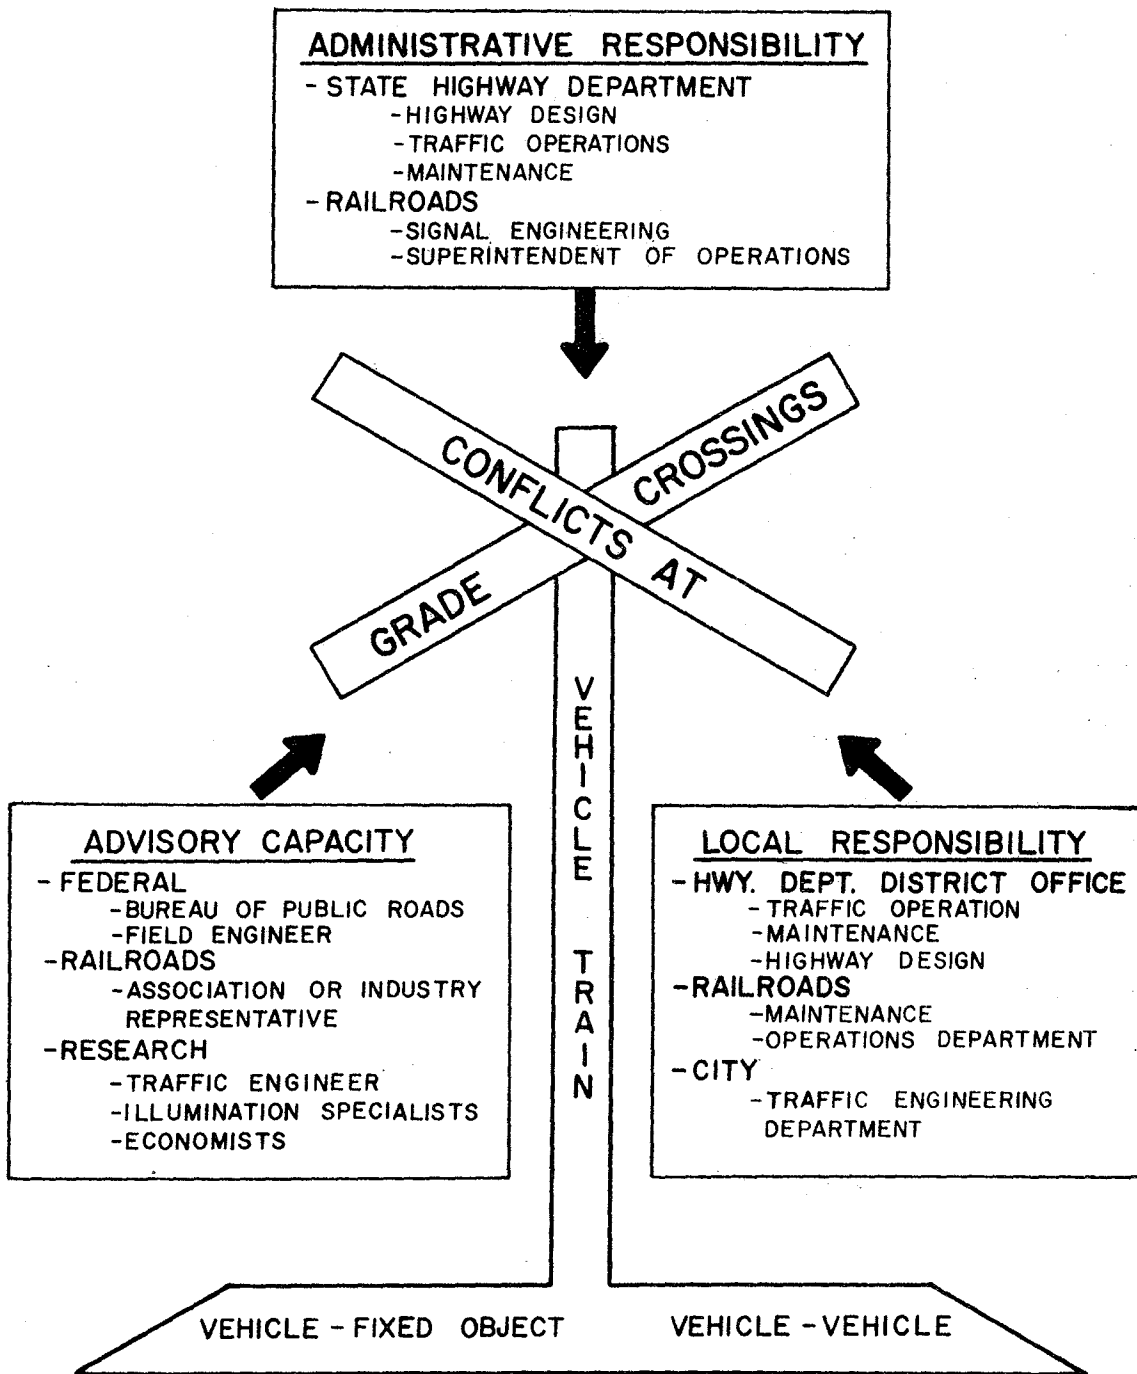 ADMINISTRATIVE RESPONSIBILITY
- STATE HIGHWAY DEPARTMENT
-HIGHWAY DESIGN
-TRAFFIC OPERATIONS
-MAINTENANCE
-RAILROADS
-SIGNAL ENGINEERING
-SUPERINTENDENT OF OPERATIONS
CONFLICTS AT
GRADE CROSSINGS
VEHICLE TRAIN
ADVISORY CAPACITY
- FEDERAL
-BUREAU OF PUBLIC ROADS
-FIELD ENGINEER
-RAILROADS
-ASSOCIATION OR INDUSTRY
REPRESENTATIVE
-RESEARCH
-TRAFFIC ENGINEER
-ILLUMINATION SPECIALISTS
-ECONOMISTS
LOCAL RESPONSIBILITY
-HWY. DEPT. DISTRICT OFFICE
- TRAFFIC OPERATION
-MAINTENANCE
-HIGHWAY DESIGN
-RAILROADS
-MAINTENANCE
-OPERATIONS DEPARTMENT
-CITY
-TRAFFIC ENGINEERING
DEPARTMENT
VEHICLE - FIXED OBJECT
VEHICLE - VEHICLE